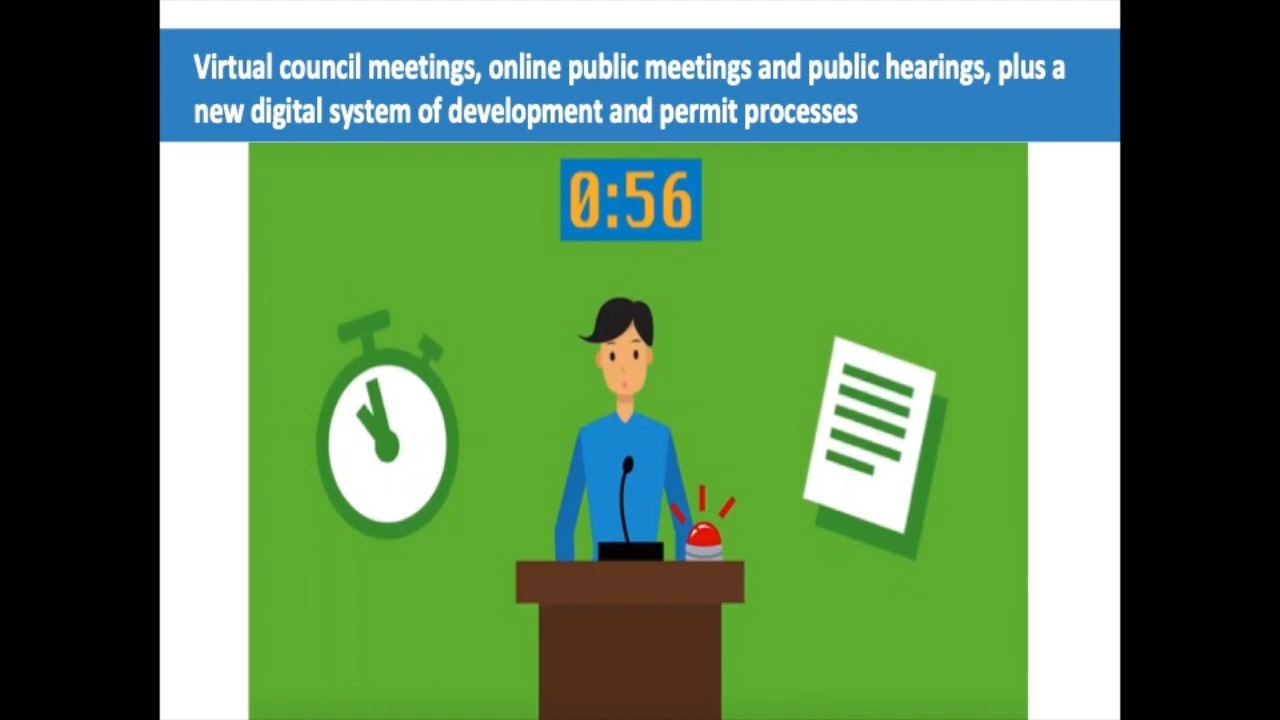 Virtual council meetings, online public meetings and public hearings, plus a
new digital system of development and permit processes
0:56